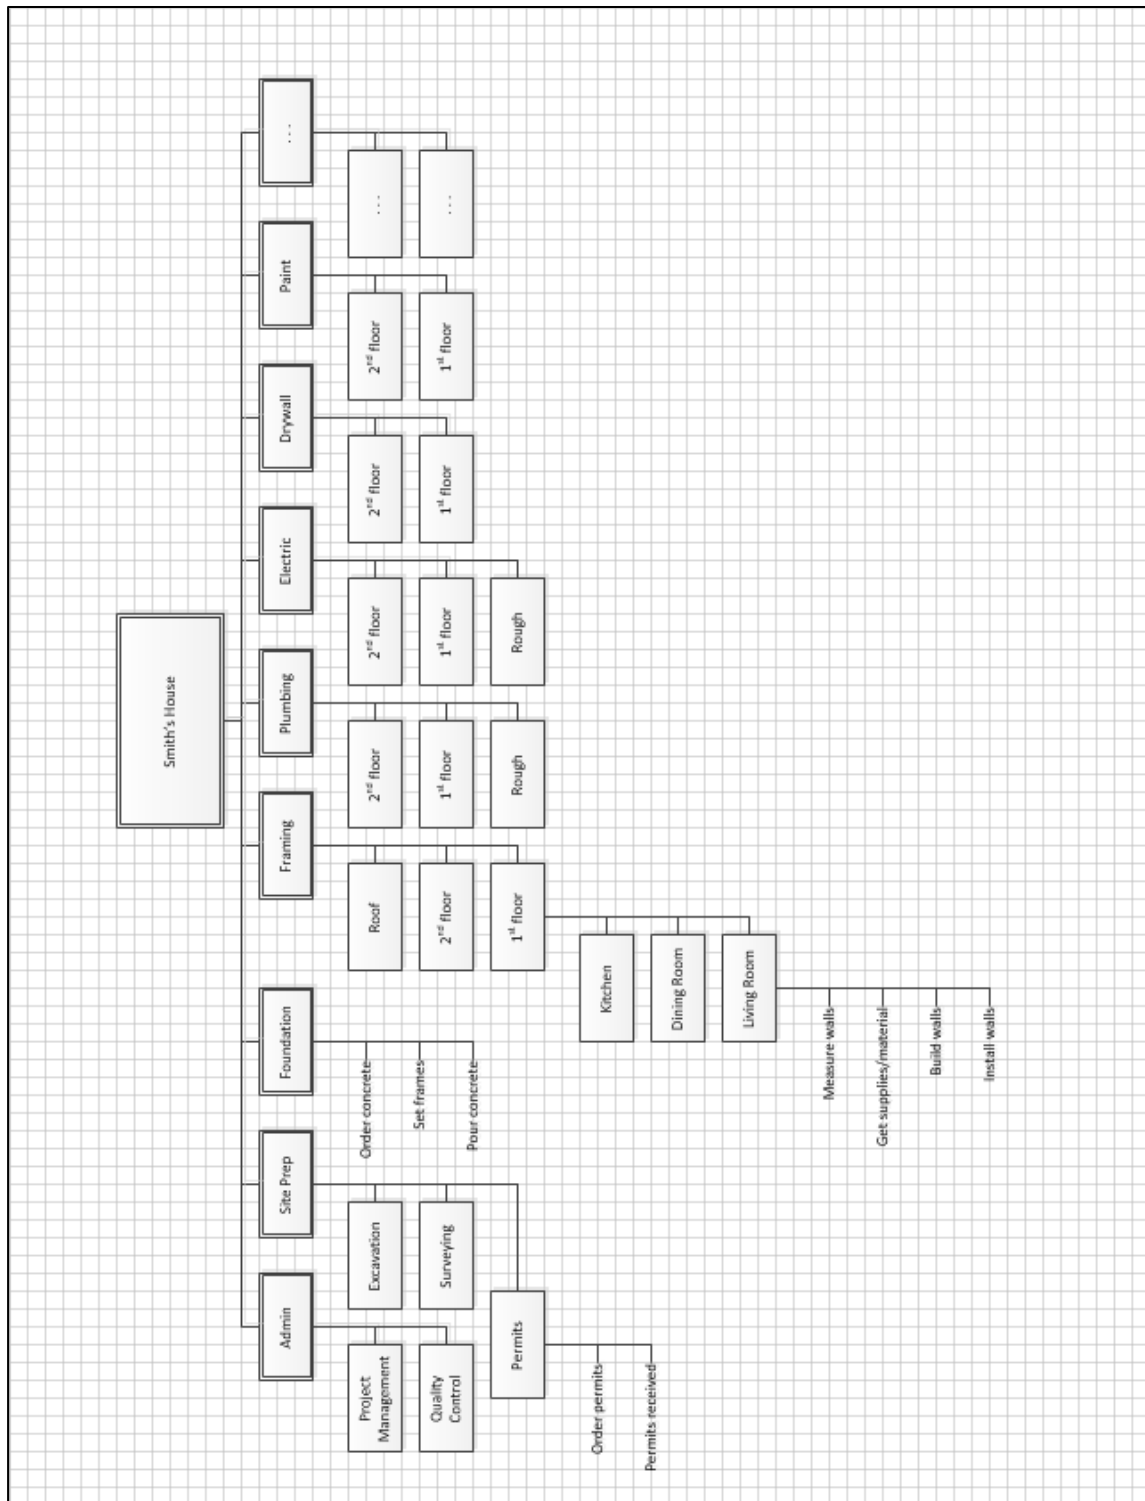 Smith's House
Admin
Project
Management
Quality
Control
Site Prep
Excavation
Surveying
Permits
Order permits
Permits received
Foundation
Order concrete
Set frames
Pour concrete
Framing
Roof
2nd floor
1st floor
Kitchen
Dining Room
Living Room
Measure walls
Get supplies/material
Build walls
Install walls
Plumbing
2nd floor
1st floor
Rough
Electric
2nd floor
1st floor
Rough
Drywall
2nd floor
1st floor
Paint
2nd floor
1st floor
...
...
...